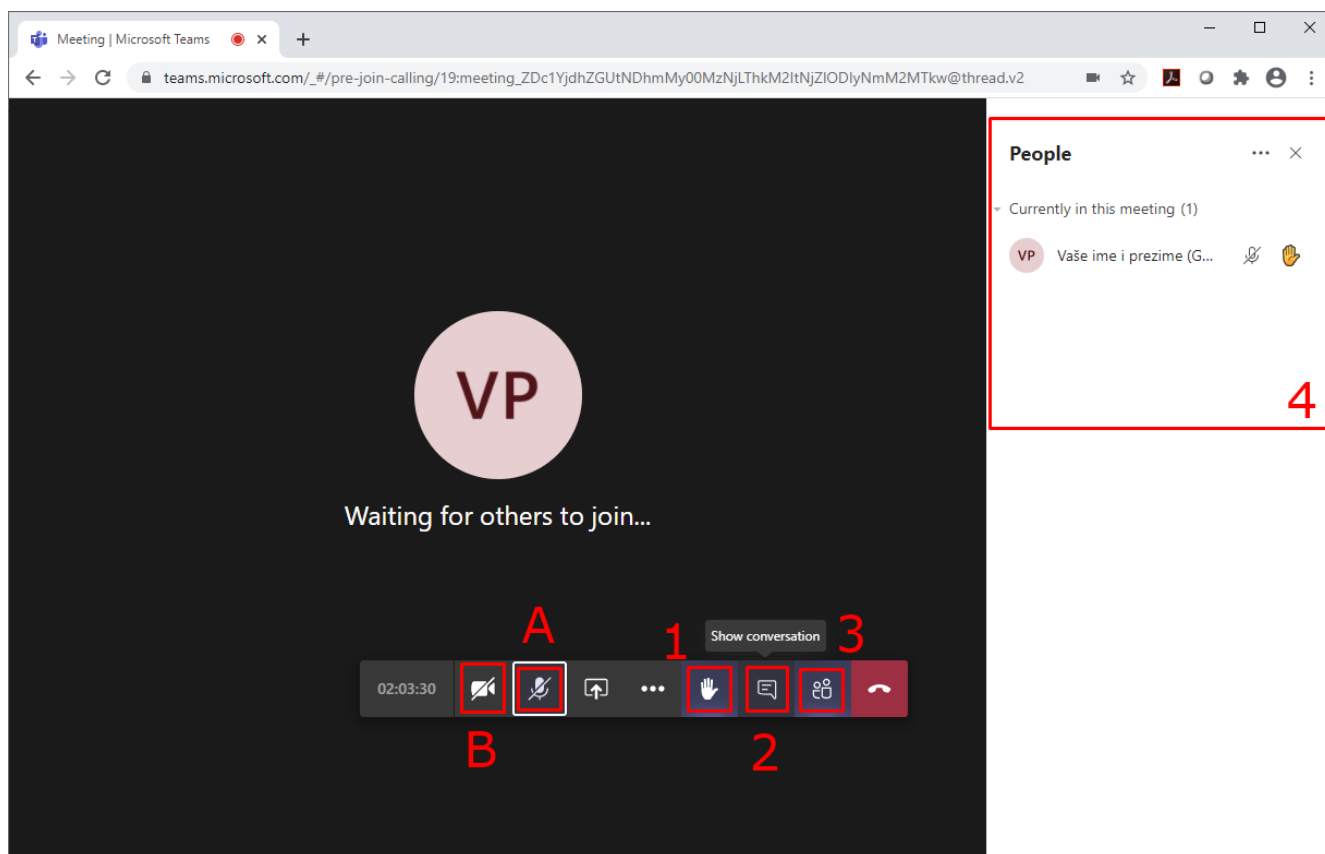 Meeting | Microsoft Teams
teams.microsoft.com/_#/pre-join-calling/19:meeting_ZDc1YjdhZGUtNDhmMy00MzNjLThkM2ItNjZlODIyNmM2MTkw@thread.v2
People
Currently in this meeting (1)
VP Vaše ime i prezime (G...
4
VP
Waiting for others to join...
A
1
Show conversation
3
02:03:30
B
2